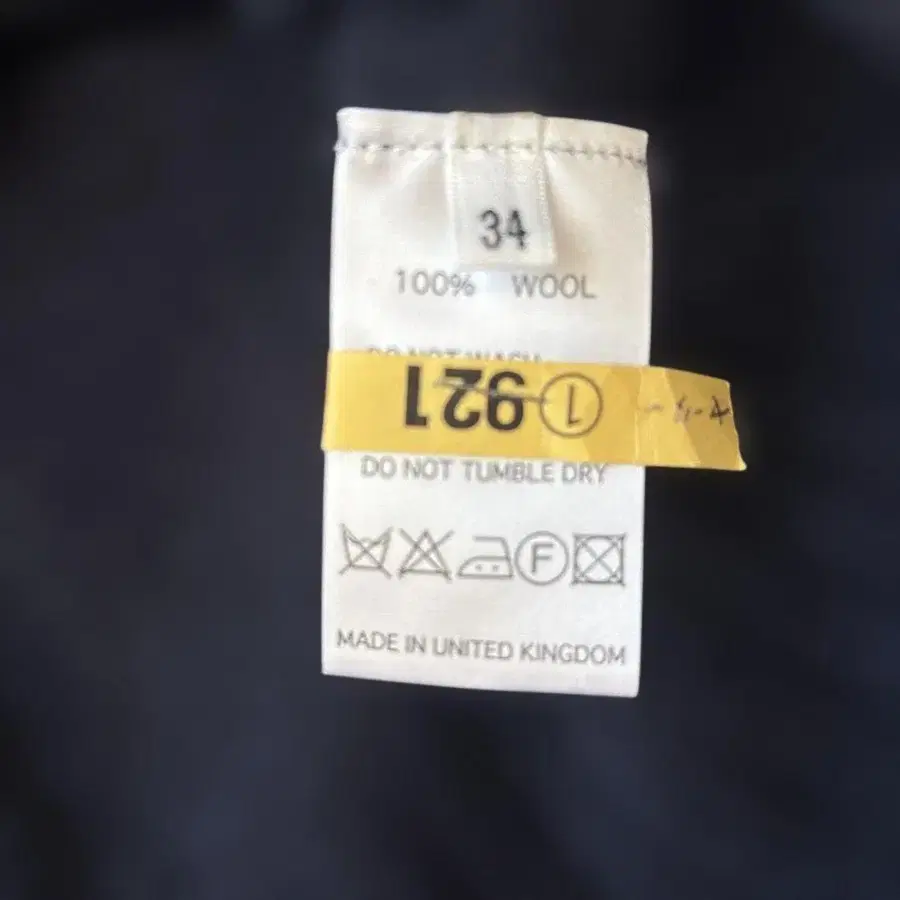 34
100% WOOL
DO NOT WASH
① 921
DO NOT TUMBLE DRY
F
MADE IN UNITED KINGDOM